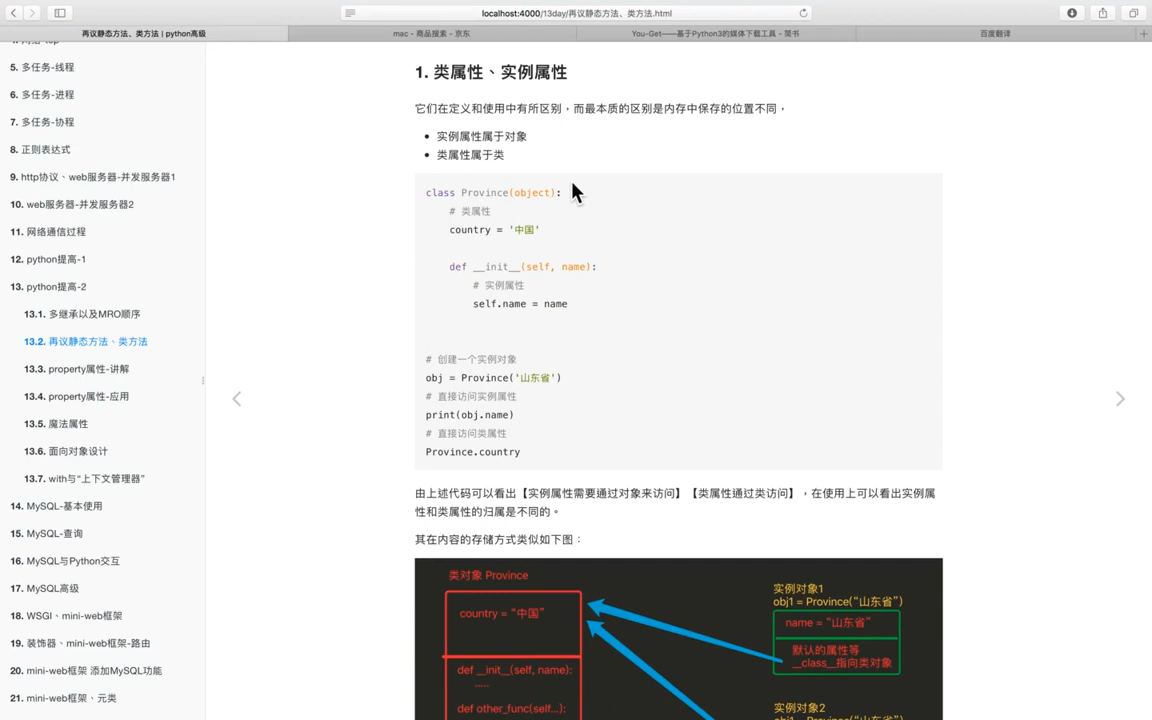 localhost:4000/13day/再议静态方法、类方法.html
再议静态方法、类方法 | python高级
mac - 商品搜索 - 京东
You-Get——基于Python3的媒体下载工具 - 简书
百度翻译
5. 多任务-线程
6. 多任务-进程
7. 多任务-协程
8. 正则表达式
9. http协议、web服务器-并发服务器1
10. web服务器-并发服务器2
11. 网络通信过程
12. python提高-1
13. python提高-2
13.1. 多继承以及MRO顺序
13.2. 再议静态方法、类方法
13.3. property属性-讲解
13.4. property属性-应用
13.5. 魔法属性
13.6. 面向对象设计
13.7. with与“上下文管理器”
14. MySQL-基本使用
15. MySQL-查询
16. MySQL与Python交互
17. MySQL高级
18. WSGI、mini-web框架
19. 装饰器、mini-web框架-路由
20. mini-web框架 添加MySQL功能
21. mini-web框架、元类
1. 类属性、实例属性
它们在定义和使用中有所区别，而最本质的区别是内存中保存的位置不同，
• 实例属性属于对象
• 类属性属于类
class Province(object):
# 类属性
country = '中国'
def __init__(self, name):
# 实例属性
self.name = name
# 创建一个实例对象
obj = Province('山东省')
# 直接访问实例属性
print(obj.name)
# 直接访问类属性
Province.country
由上述代码可以看出【实例属性需要通过对象来访问】【类属性通过类访问】，在使用上可以看出实例属
性和类属性的归属是不同的。
其在内容的存储方式类似如下图：
类对象 Province
country = “中国”
def __init__(self, name):
.....
def other_func(self...):
实例对象1
obj1 = Province(“山东省”)
name = “山东省”
默认的属性等
__class__指向类对象
实例对象2